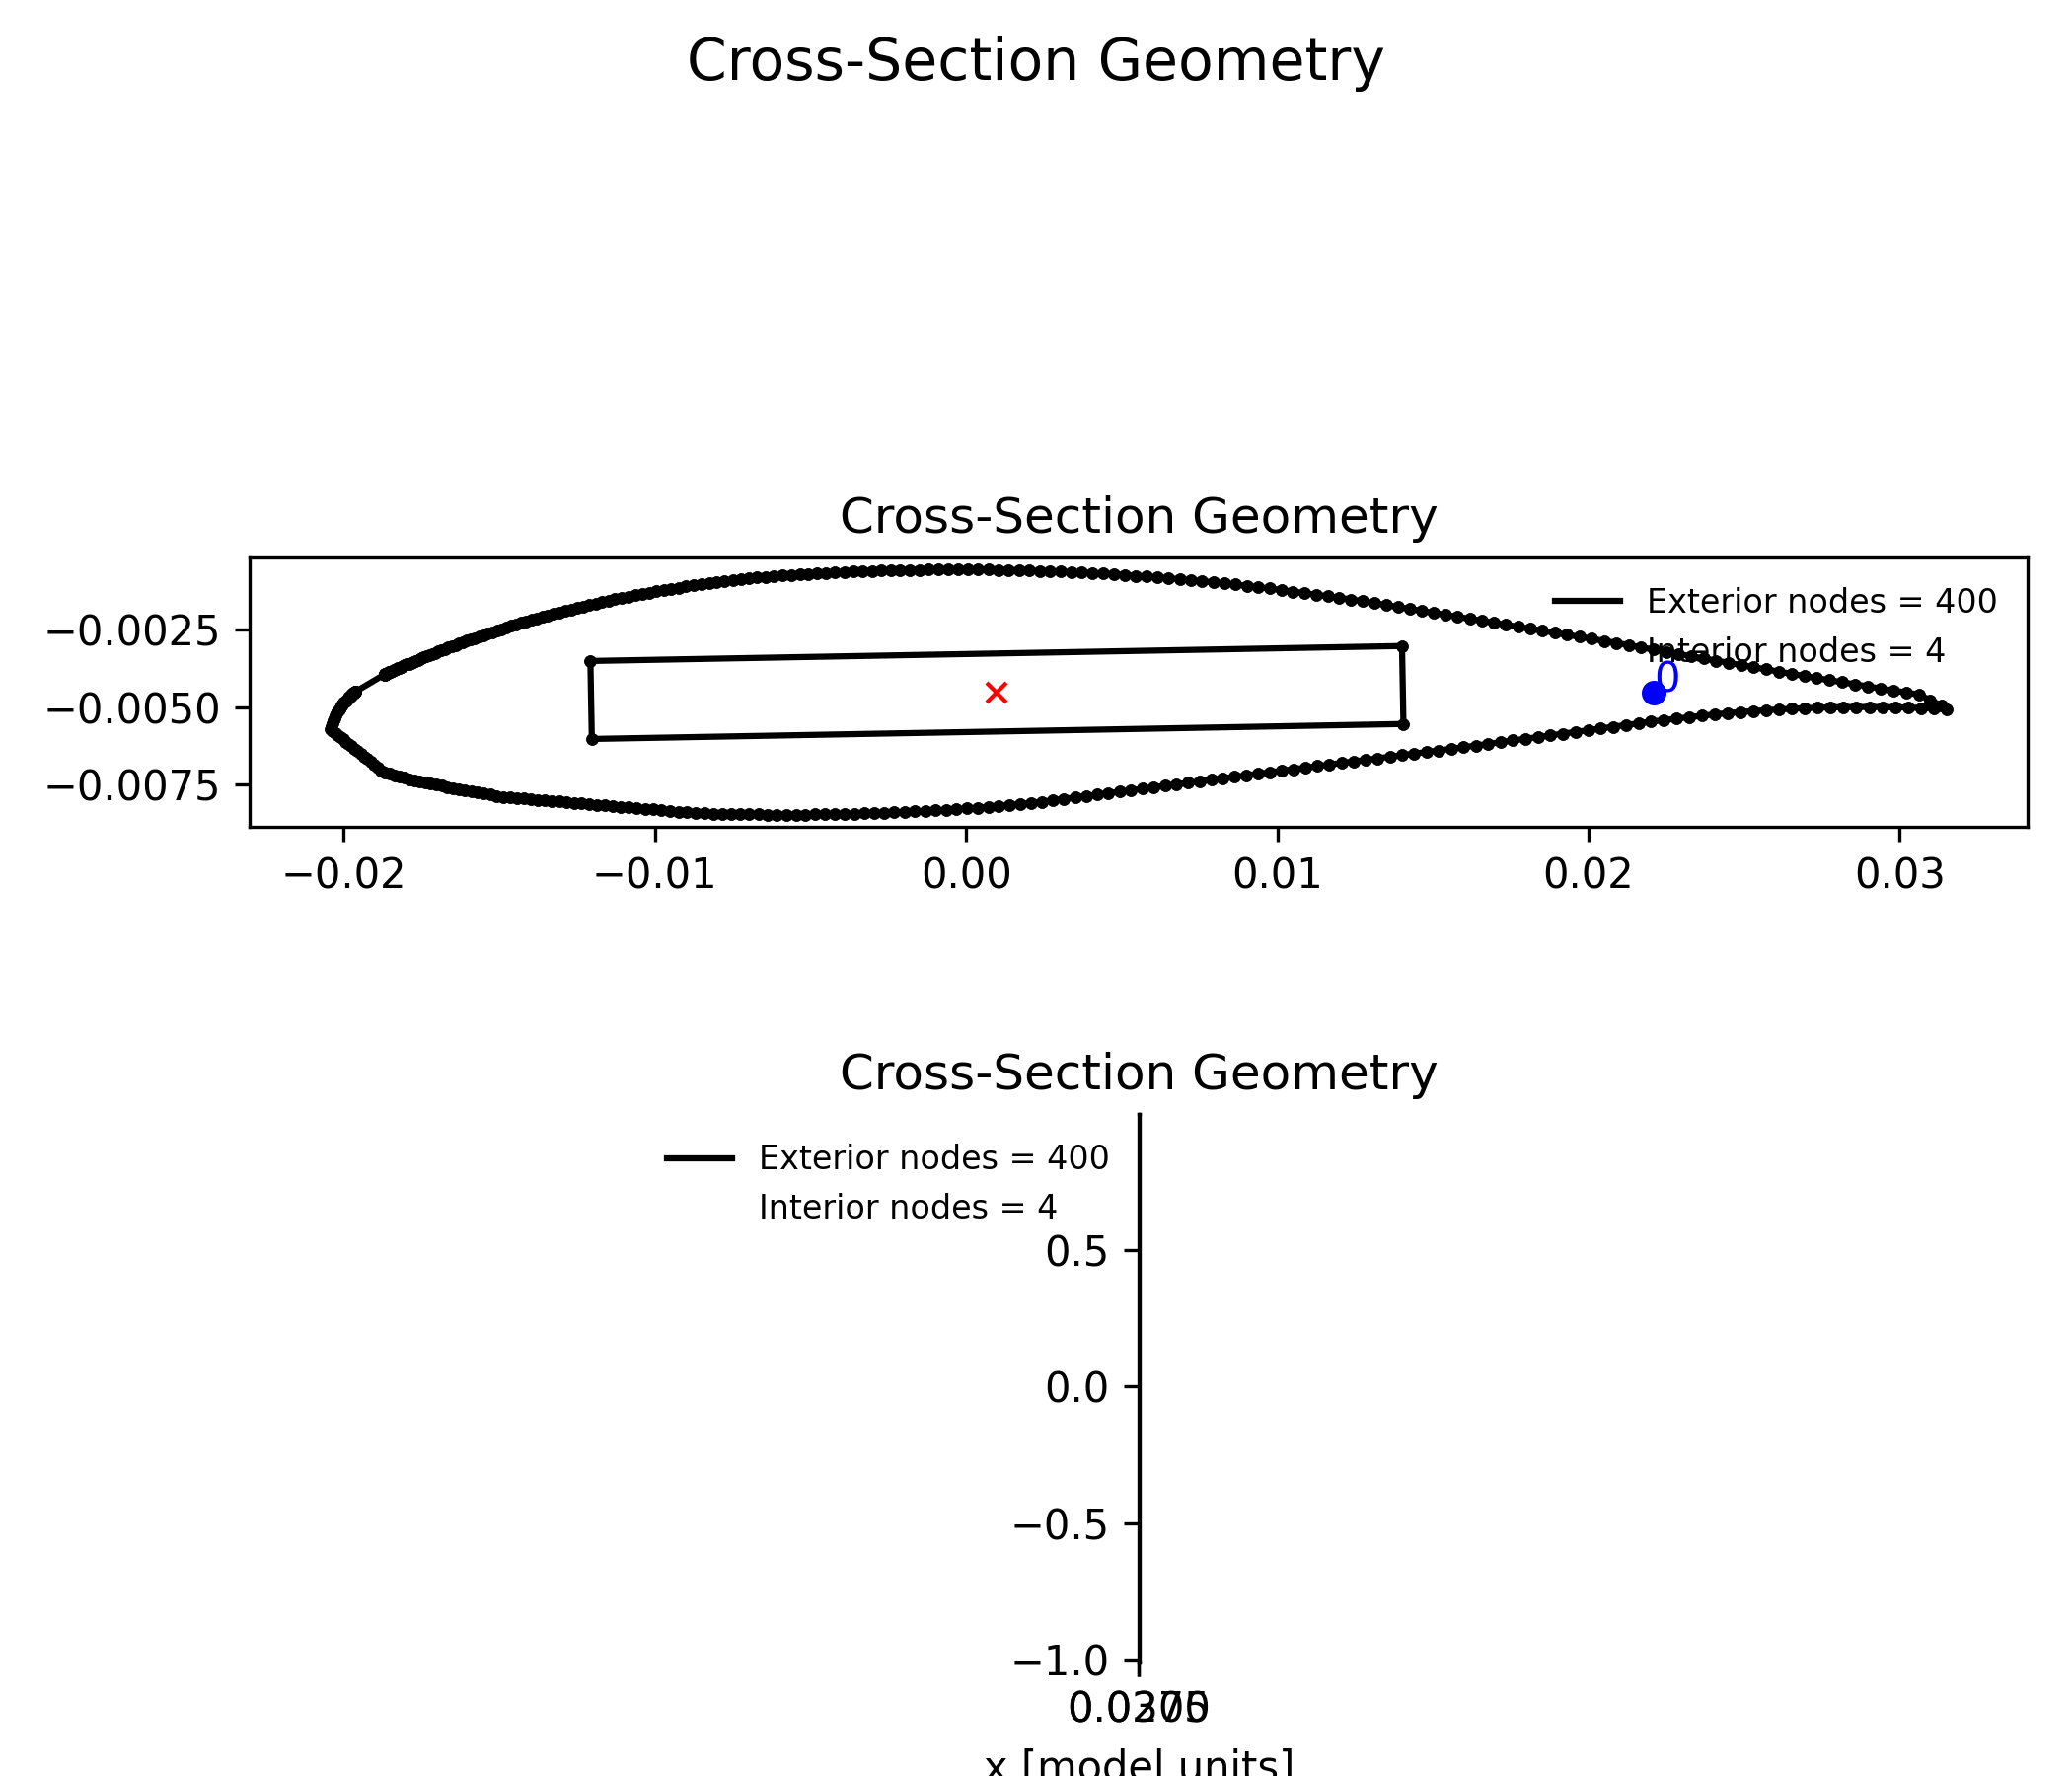 Cross-Section Geometry
Cross-Section Geometry
Exterior nodes = 400
Interior nodes = 4
0
−0.0025
−0.0050
−0.0075
−0.02 −0.01 0.00 0.01 0.02 0.03
Cross-Section Geometry
Exterior nodes = 400
Interior nodes = 4
0.5
0.0
−0.5
−1.0
x [model units]